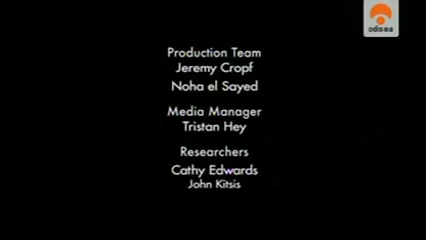 odisea
Production Team
Jeremy Cropf
Noha el Sayed
Media Manager
Tristan Hey
Researchers
Cathy Edwards
John Kitsis